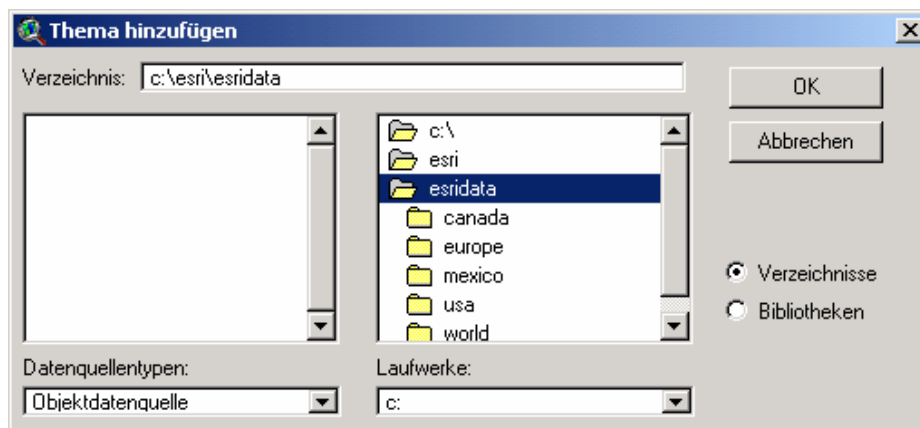 Thema hinzufügen
Verzeichnis: c:\esri\esridata
OK
Abbrechen
c:\
esri
esridata
canada
europe
mexico
usa
world
Verzeichnisse
Bibliotheken
Datenquellentypen:
Objektdatenquelle
Laufwerke:
c: